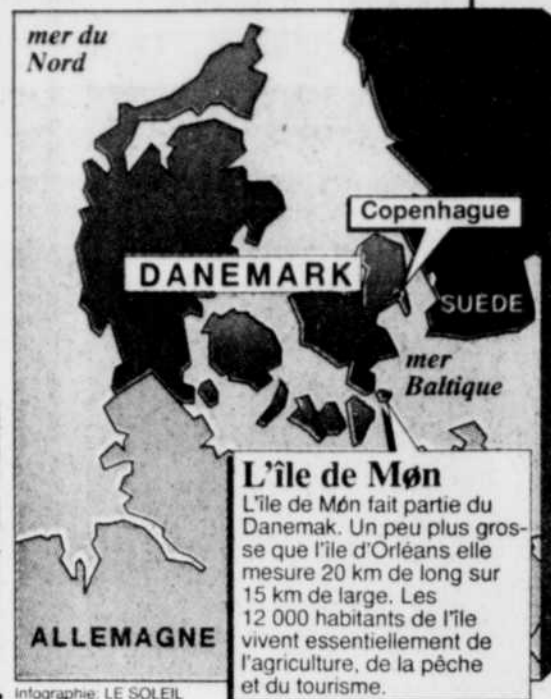 mer du
Nord
Copenhague
DANEMARK
SUÈDE
mer
Baltique
L'île de Møn
L'île de Møn fait partie du
Danemak. Un peu plus gros-
se que l'île d'Orléans elle
mesure 20 km de long sur
15 km de large. Les
12 000 habitants de l'île
vivent essentiellement de
l'agriculture, de la pêche
et du tourisme.
ALLEMAGNE
Infographie: LE SOLEIL